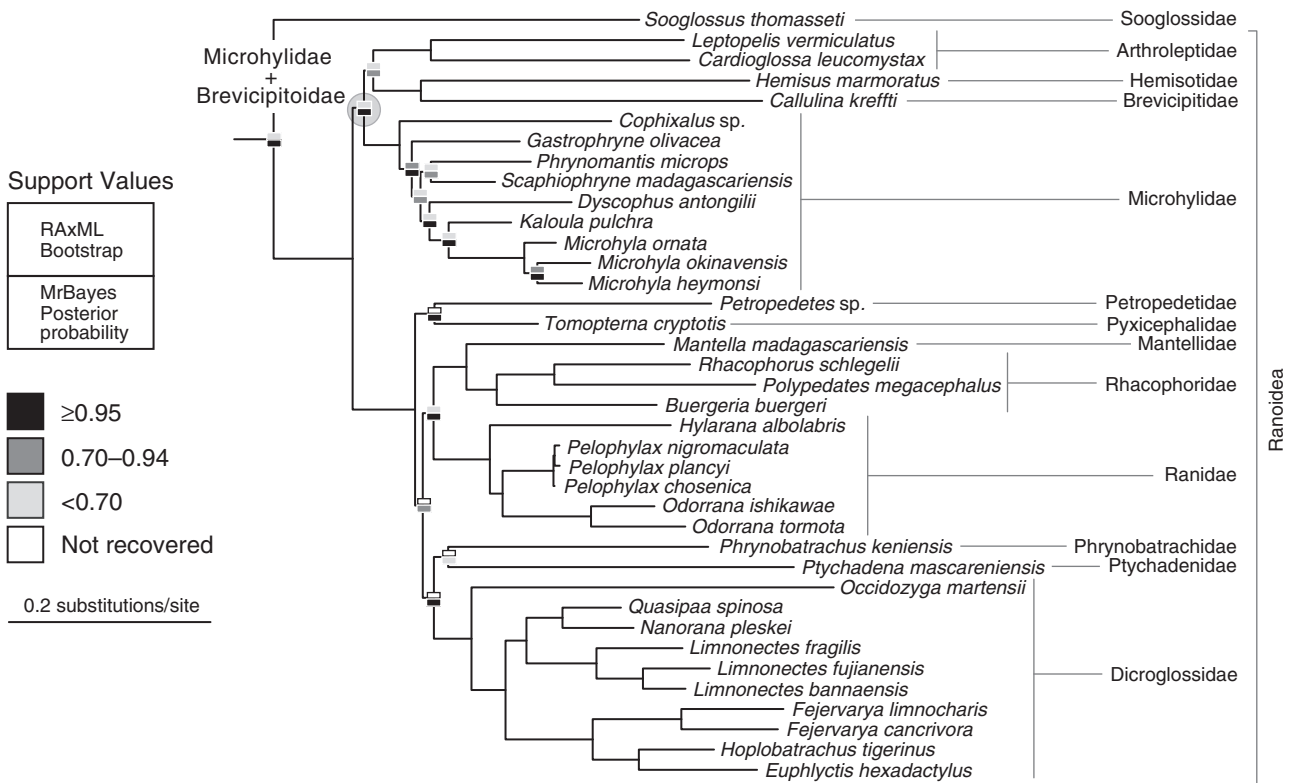 Sooglossus thomasseti
Sooglossidae
Microhylidae
+
Brevicipitoidae
Leptopelis vermiculatus
Cardioglossa leucomystax
Arthroleptidae
Hemisus marmoratus
Hemisotidae
Callulina kreffti
Brevicipitidae
Cophixalus sp.
Gastrophryne olivacea
Phrynomantis microps
Scaphiophryne madagascariensis
Dyscophus antongilii
Kaloula pulchra
Microhyla ornata
Microhyla okinavensis
Microhyla heymonsi
Microhylidae
Petropedetes sp.
Petropedetidae
Tomopterna cryptotis
Pyxicephalidae
Mantella madagascariensis
Mantellidae
Rhacophorus schlegelii
Polypedates megacephalus
Buergeria buergeri
Rhacophoridae
Hylarana albolabris
Pelophylax nigromaculata
Pelophylax plancyi
Pelophylax chosenica
Odorrana ishikawae
Odorrana tormota
Ranidae
Phrynobatrachus keniensis
Phrynobatrachidae
Ptychadena mascareniensis
Ptychadenidae
Occidozyga martensii
Quasipaa spinosa
Nanorana pleskei
Limnonectes fragilis
Limnonectes fujianensis
Limnonectes bannaensis
Fejervarya limnocharis
Fejervarya cancrivora
Hoplobatrachus tigerinus
Euphlyctis hexadactylus
Dicroglossidae
Ranoidea
Support Values
RAxML
Bootstrap
MrBayes
Posterior
probability
≥0.95
0.70–0.94
<0.70
Not recovered
0.2 substitutions/site